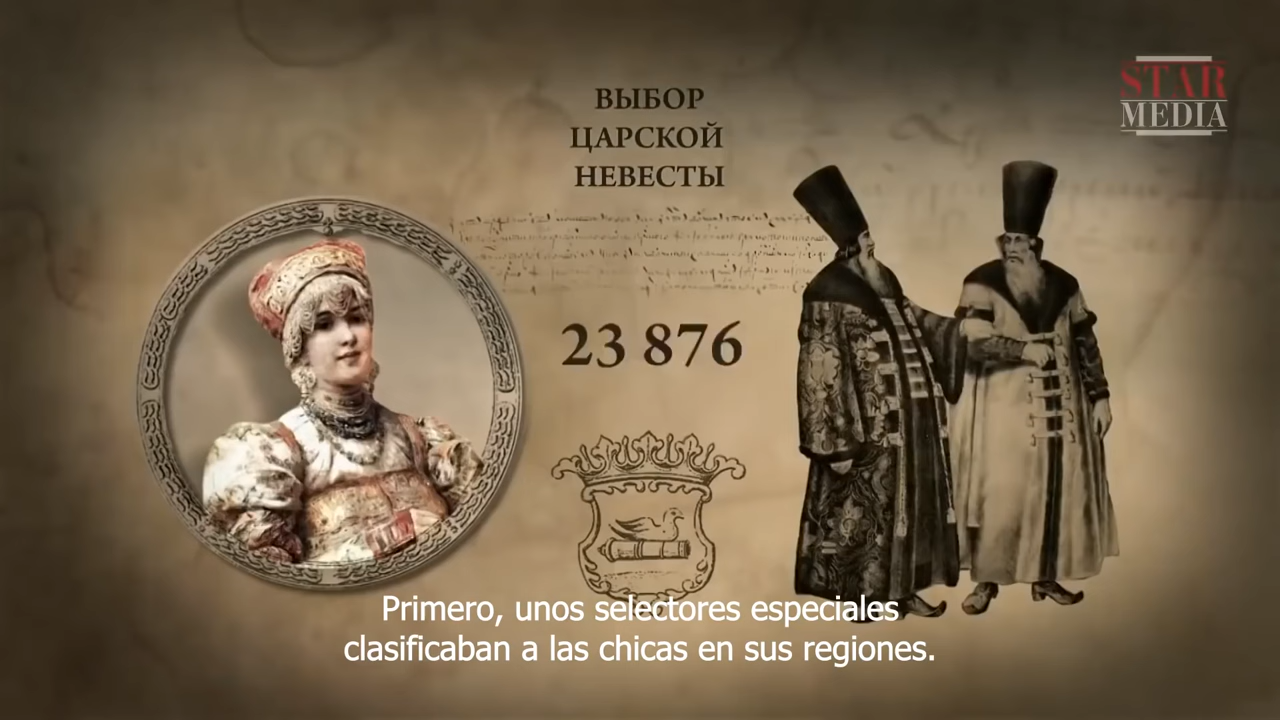 STAR
MEDIA
ВЫБОР
ЦАРСКОЙ
НЕВЕСТЫ
23 876
Primero, unos selectores especiales
clasificaban a las chicas en sus regiones.